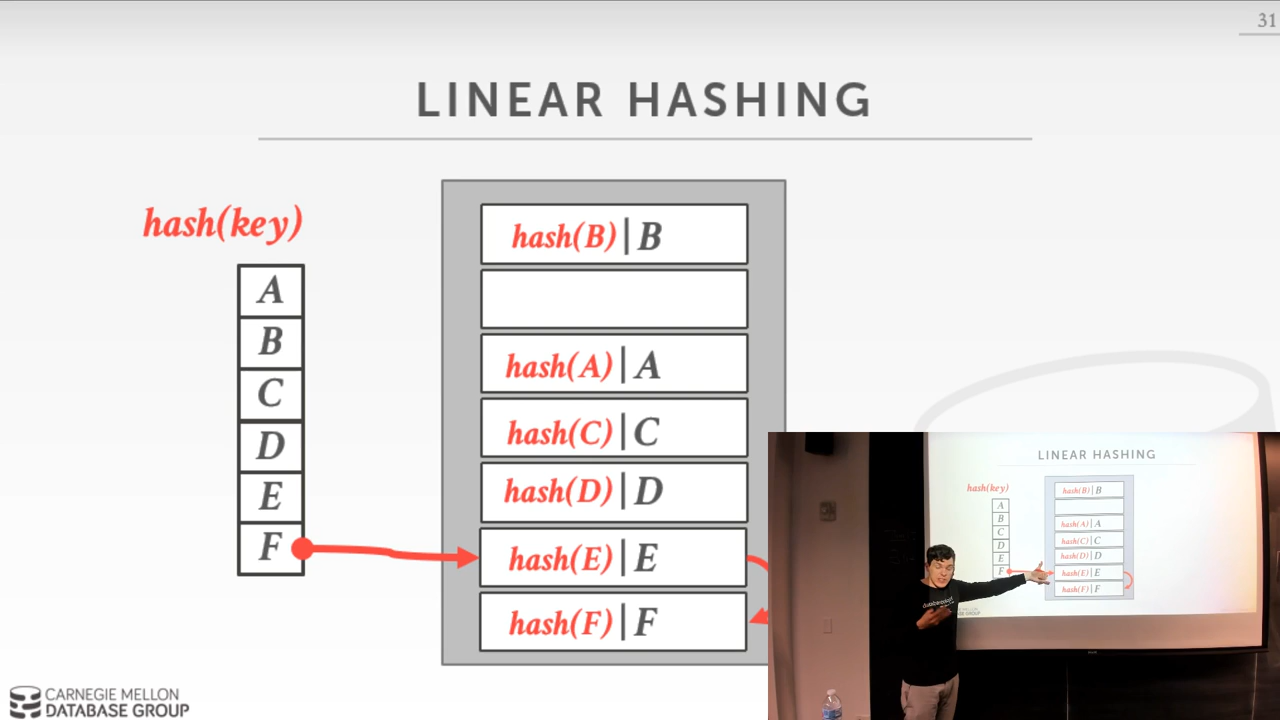 31
LINEAR HASHING
hash(key)
A
B
C
D
E
F
hash(B) | B
hash(A) | A
hash(C) | C
hash(D) | D
hash(E) | E
hash(F) | F
CARNEGIE MELLON
DATABASE GROUP
LINEAR HASHING
hash(key)
A
B
C
D
E
F
hash(B) | B
hash(A) | A
hash(C) | C
hash(D) | D
hash(E) | E
hash(F) | F